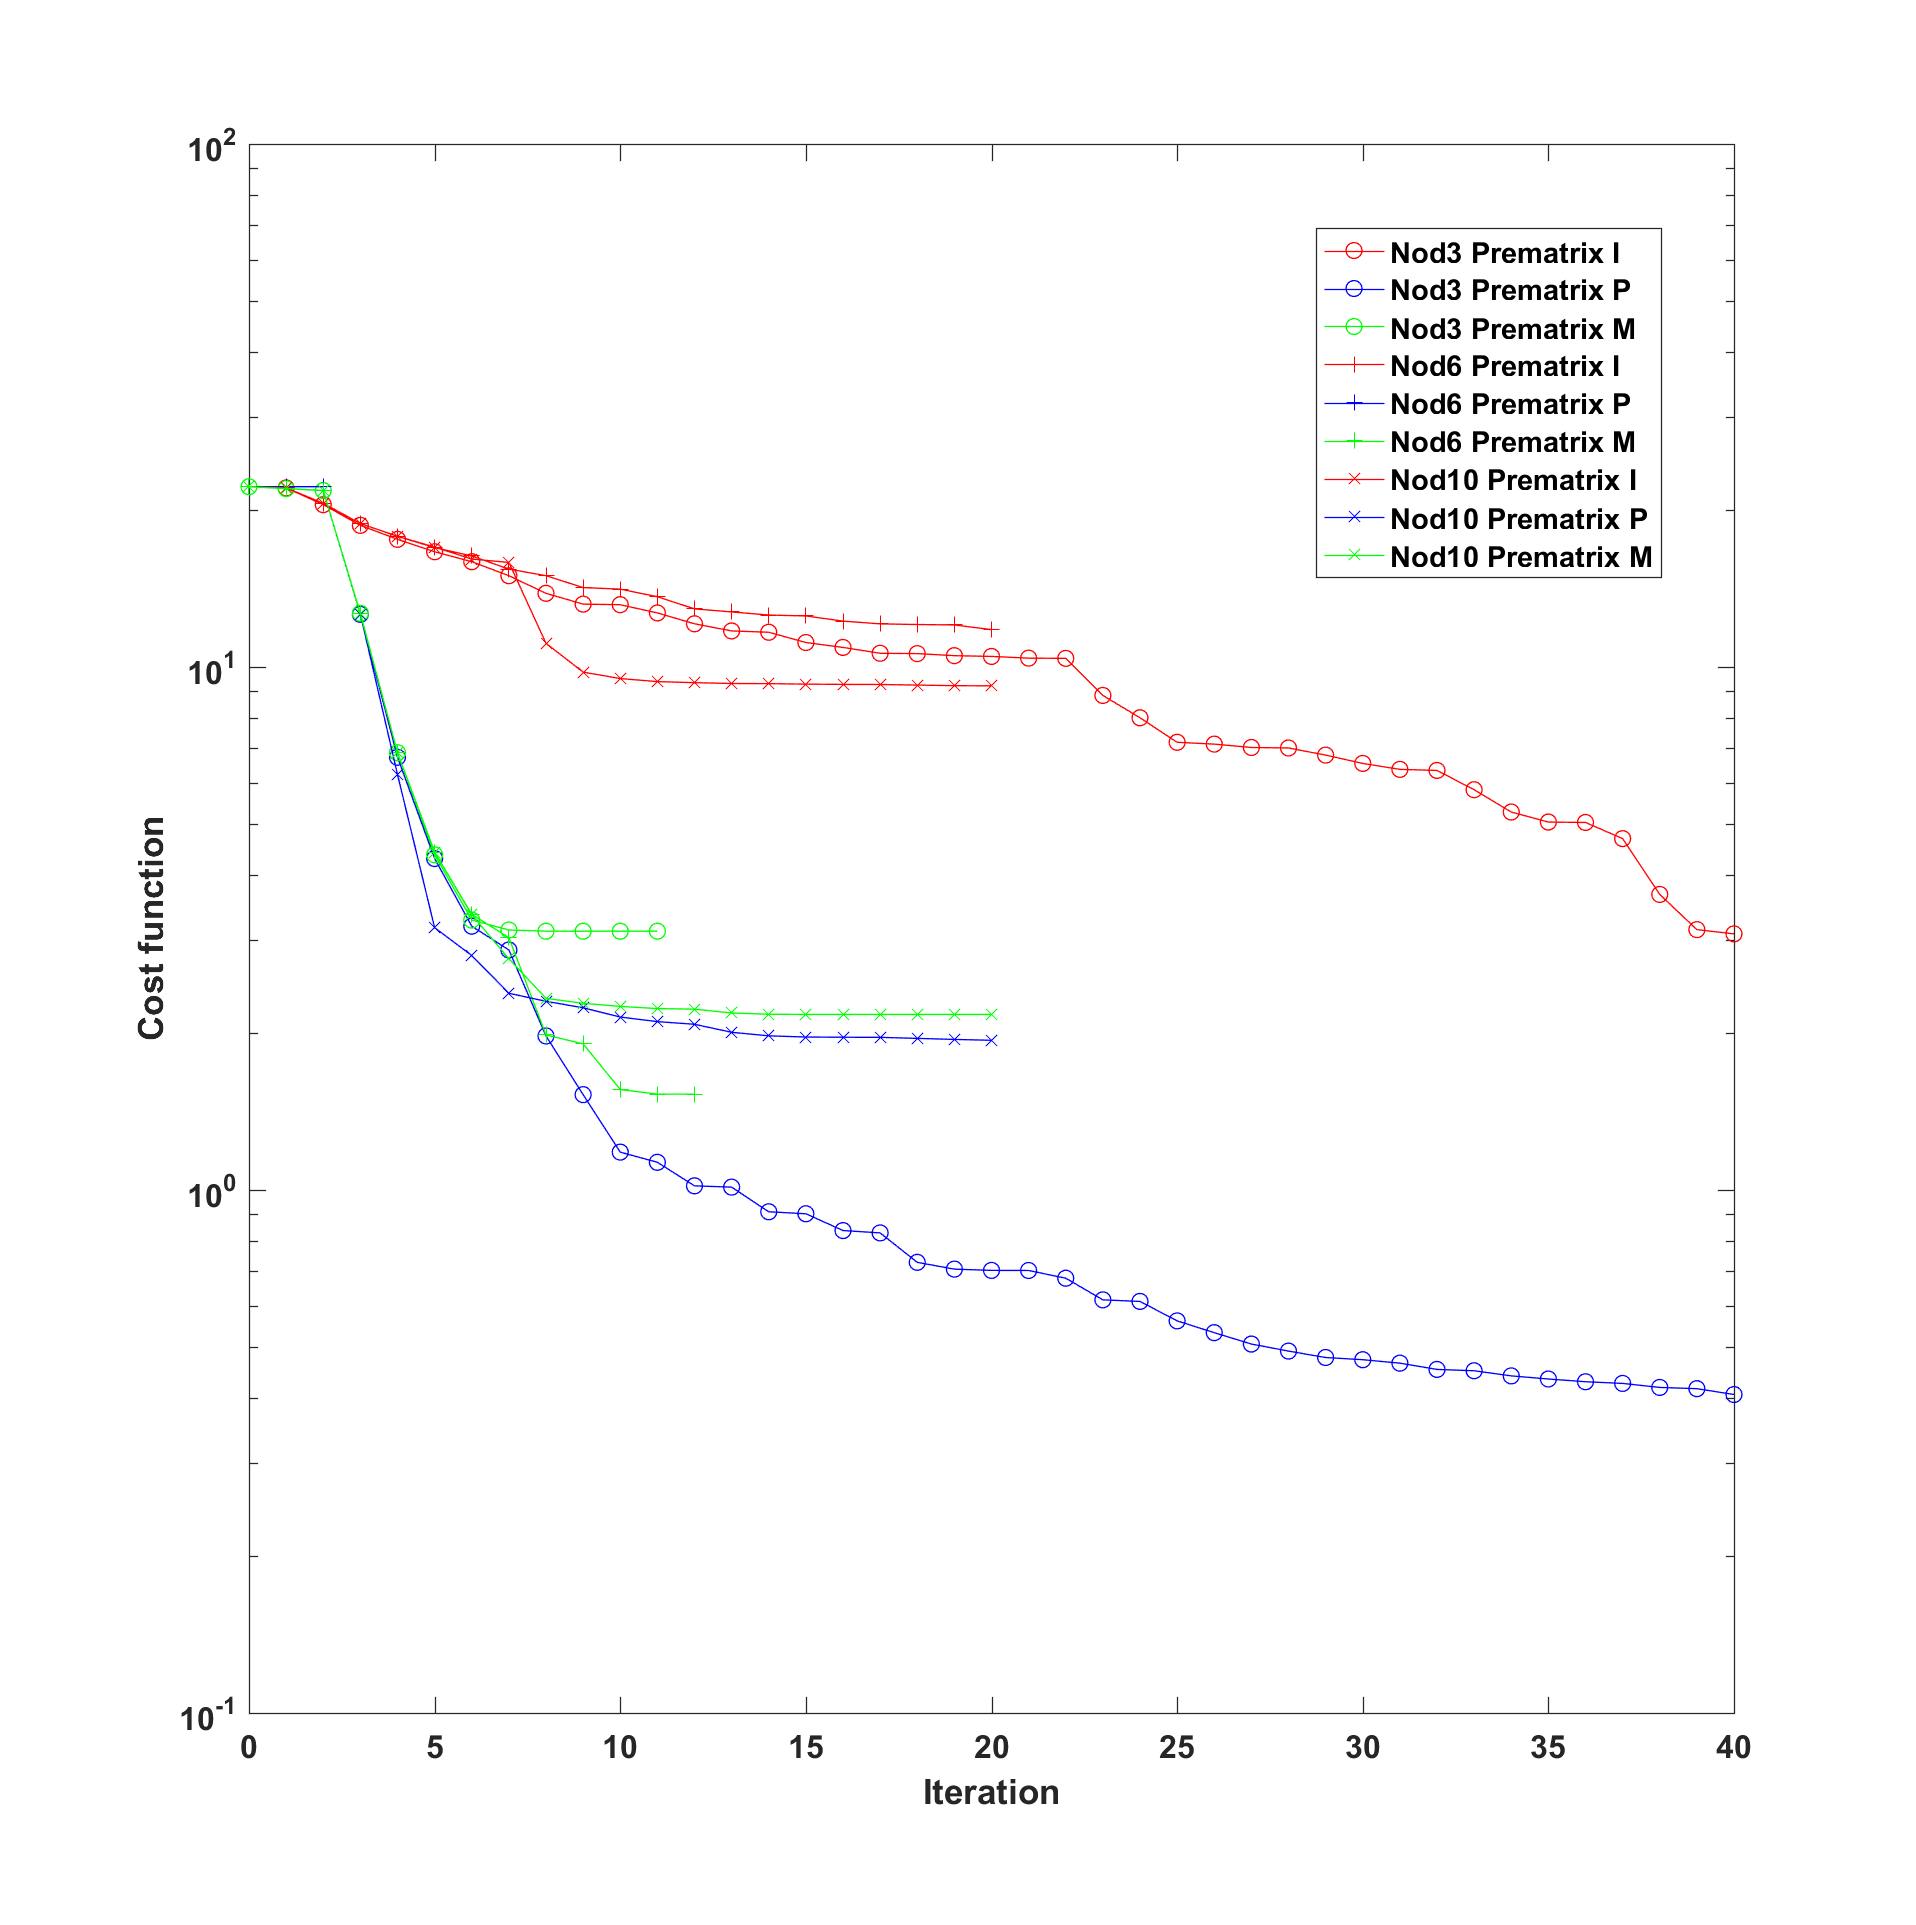 10^2
10^1
10^0
10^-1
Cost function
Nod3 Prematrix I
Nod3 Prematrix P
Nod3 Prematrix M
Nod6 Prematrix I
Nod6 Prematrix P
Nod6 Prematrix M
Nod10 Prematrix I
Nod10 Prematrix P
Nod10 Prematrix M
0 5 10 15 20 25 30 35 40
Iteration